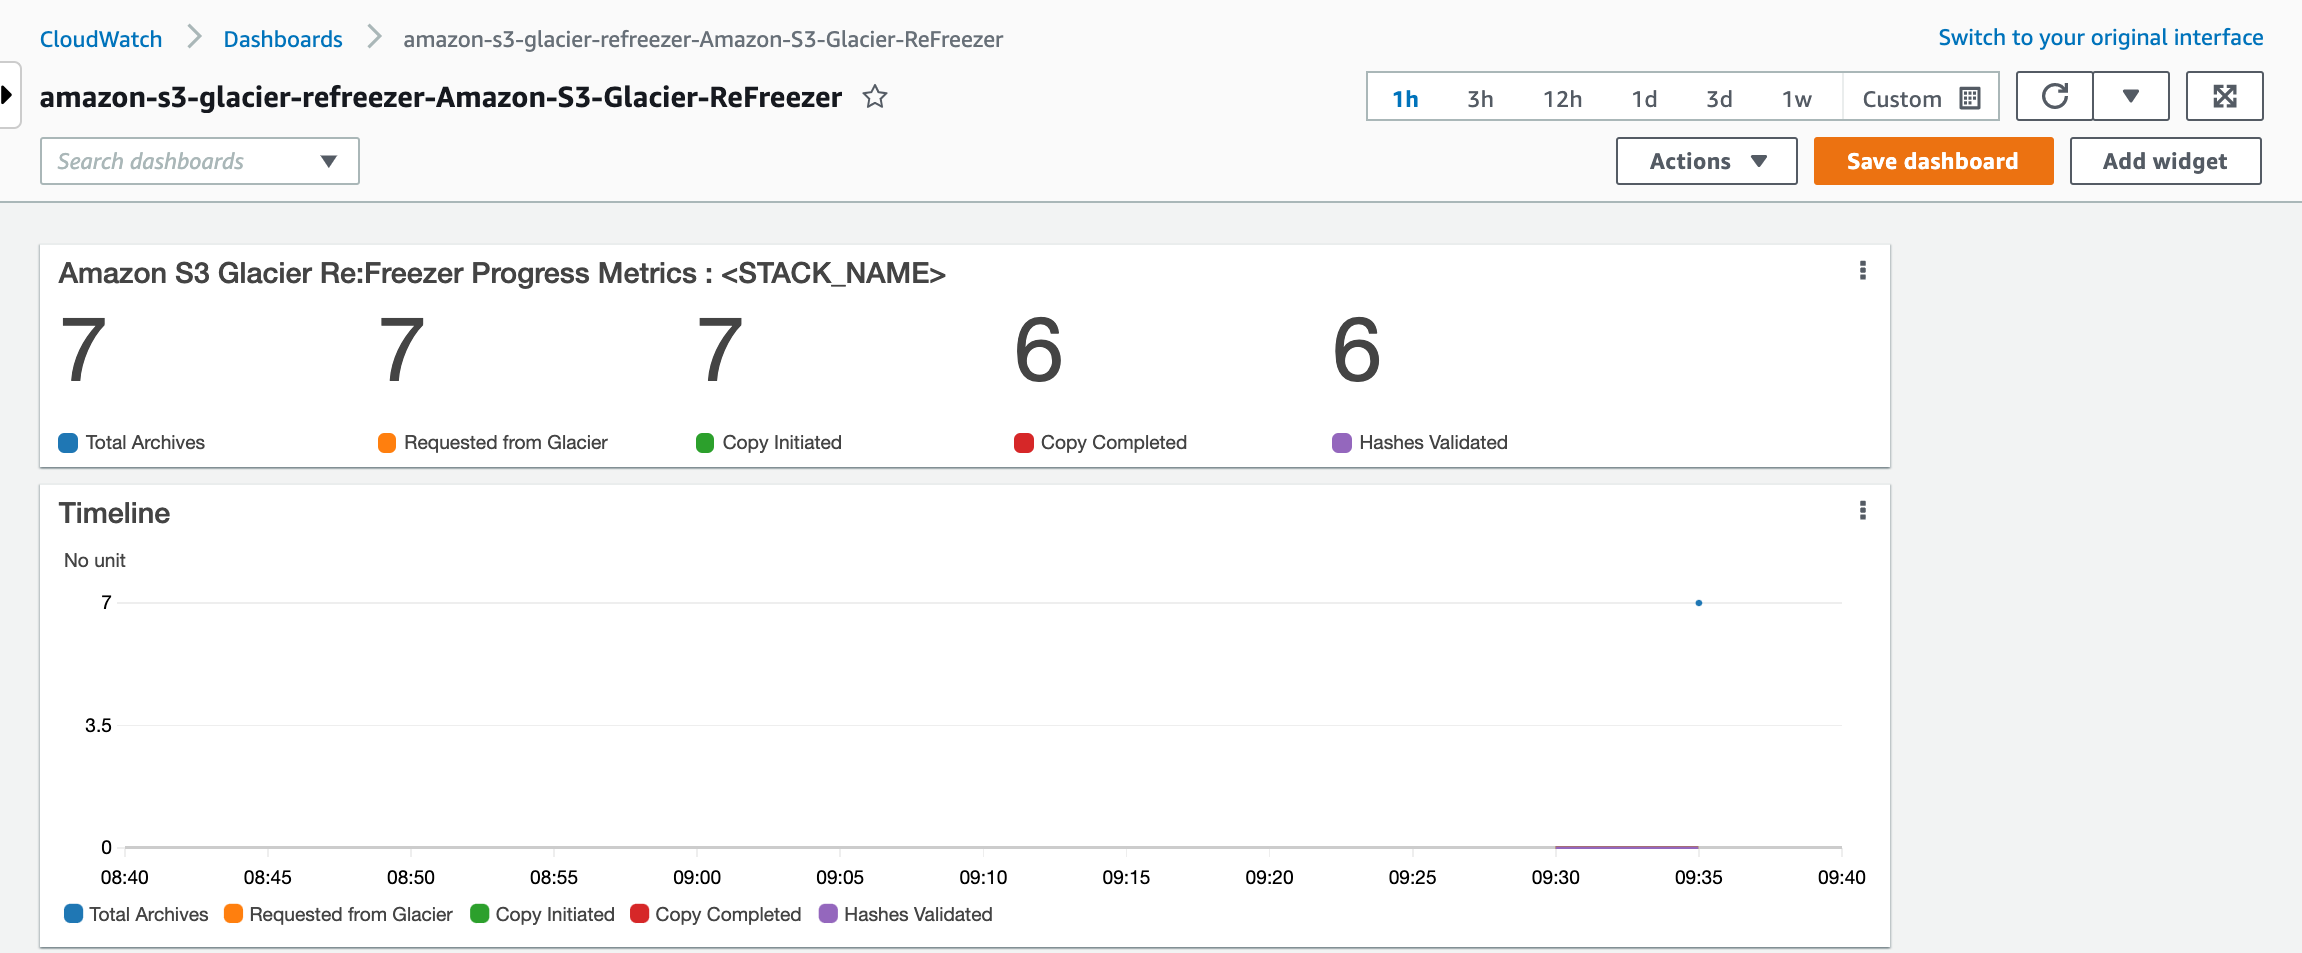 CloudWatch > Dashboards > amazon-s3-glacier-refreezer-Amazon-S3-Glacier-ReFreezer
Switch to your original interface
amazon-s3-glacier-refreezer-Amazon-S3-Glacier-ReFreezer
1h 3h 12h 1d 3d 1w Custom
Search dashboards
Actions
Save dashboard
Add widget
Amazon S3 Glacier Re:Freezer Progress Metrics : <STACK_NAME>
7 7 7 6 6
Total Archives Requested from Glacier Copy Initiated Copy Completed Hashes Validated
Timeline
No unit
7
3.5
0
08:40 08:45 08:50 08:55 09:00 09:05 09:10 09:15 09:20 09:25 09:30 09:35 09:40
Total Archives Requested from Glacier Copy Initiated Copy Completed Hashes Validated